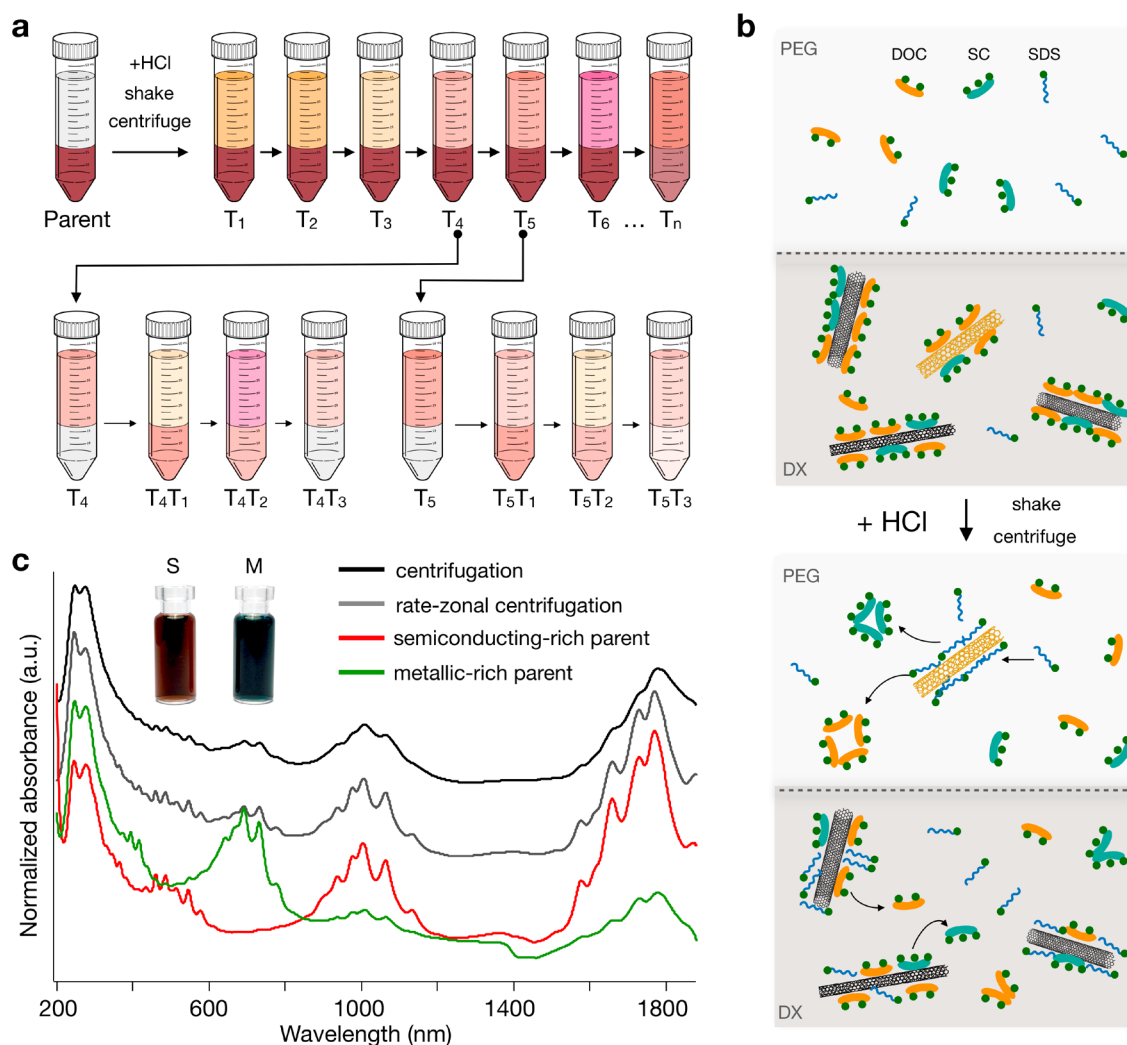 a
+HCl
shake
centrifuge
Parent
T₁
T₂
T₃
T₄
T₅
T₆
...
Tₙ
T₄
T₄T₁
T₄T₂
T₄T₃
T₅
T₅T₁
T₅T₂
T₅T₃
b
PEG
DOC
SC
SDS
DX
+ HCl
shake
centrifuge
PEG
DX
c
S
M
centrifugation
rate-zonal centrifugation
semiconducting-rich parent
metallic-rich parent
Normalized absorbance (a.u.)
200
600
1000
1400
1800
Wavelength (nm)